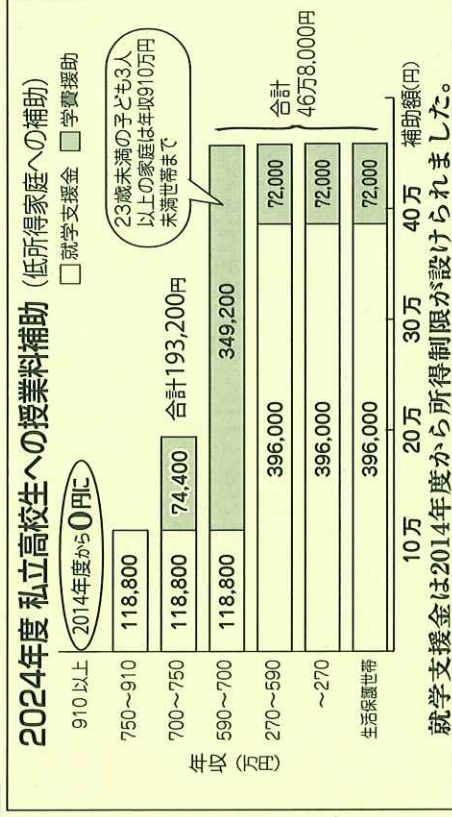 2024年度 私立高校生への授業料補助 (低所得家庭への補助)
就学支援金
学費援助
910以上
2014年度から0円に
750～910
118,800
700～750
118,800
74,400
合計193,200円
23歳未満の子ども3人
以上の家庭は年収910万円
未満世帯まで
590～700
118,800
349,200
270～590
396,000
72,000
～270
396,000
72,000
生活保護世帯
396,000
72,000
合計
46万8,000円
年収(万円)
10万
20万
30万
40万
補助額(円)
就学支援金は2014年度から所得制限が設けられました。